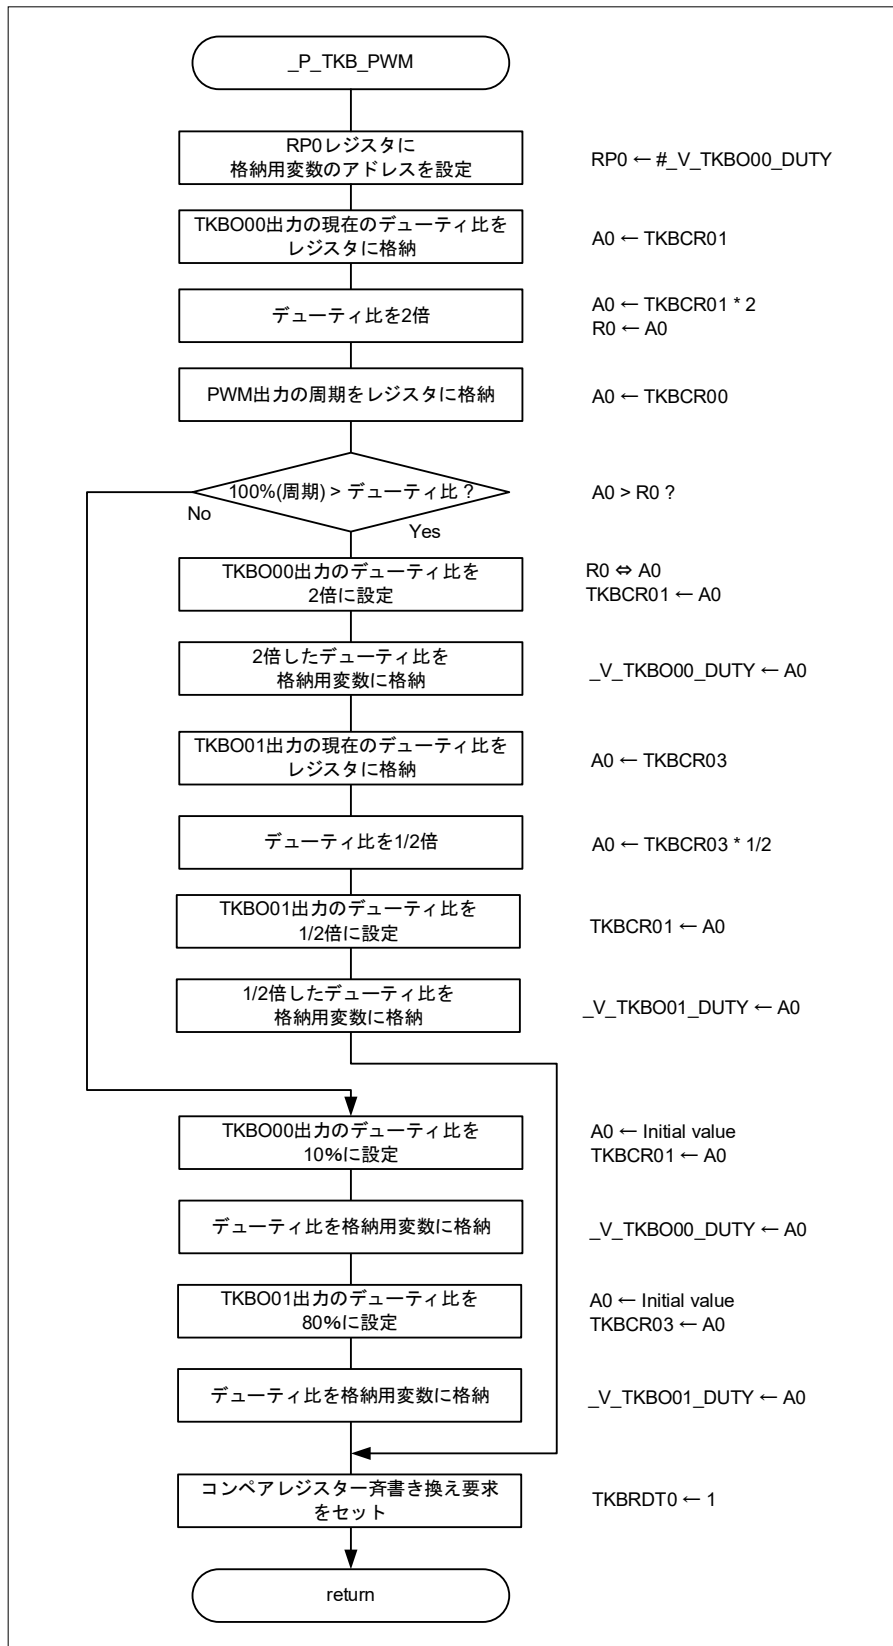 _P_TKB_PWM
RP0レジスタに
格納用変数のアドレスを設定
RP0 ← #_V_TKBO00_DUTY
TKBO00出力の現在のデューティ比を
レジスタに格納
A0 ← TKBCR01
デューティ比を2倍
A0 ← TKBCR01 * 2
R0 ← A0
PWM出力の周期をレジスタに格納
A0 ← TKBCR00
100%(周期) > デューティ比 ?
A0 > R0 ?
No
Yes
TKBO00出力のデューティ比を
2倍に設定
R0 ⇔ A0
TKBCR01 ← A0
2倍したデューティ比を
格納用変数に格納
_V_TKBO00_DUTY ← A0
TKBO01出力の現在のデューティ比を
レジスタに格納
A0 ← TKBCR03
デューティ比を1/2倍
A0 ← TKBCR03 * 1/2
TKBO01出力のデューティ比を
1/2倍に設定
TKBCR01 ← A0
1/2倍したデューティ比を
格納用変数に格納
_V_TKBO01_DUTY ← A0
TKBO00出力のデューティ比を
10%に設定
A0 ← Initial value
TKBCR01 ← A0
デューティ比を格納用変数に格納
_V_TKBO00_DUTY ← A0
TKBO01出力のデューティ比を
80%に設定
A0 ← Initial value
TKBCR03 ← A0
デューティ比を格納用変数に格納
_V_TKBO01_DUTY ← A0
コンペアレジスタ一斉書き換え要求
をセット
TKBRDT0 ← 1
return